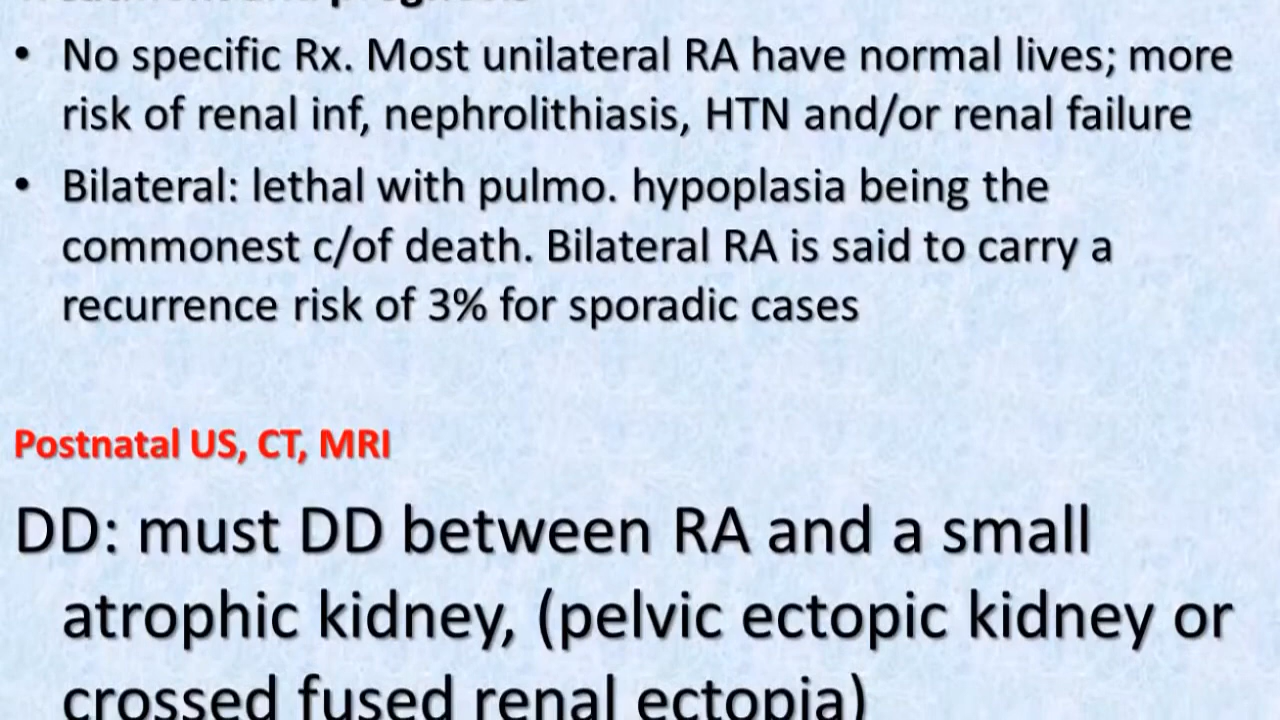 Treatment and prognosis
• No specific Rx. Most unilateral RA have normal lives; more
risk of renal inf, nephrolithiasis, HTN and/or renal failure
• Bilateral: lethal with pulmo. hypoplasia being the
commonest c/of death. Bilateral RA is said to carry a
recurrence risk of 3% for sporadic cases
Postnatal US, CT, MRI
DD: must DD between RA and a small
atrophic kidney, (pelvic ectopic kidney or
crossed fused renal ectopia)